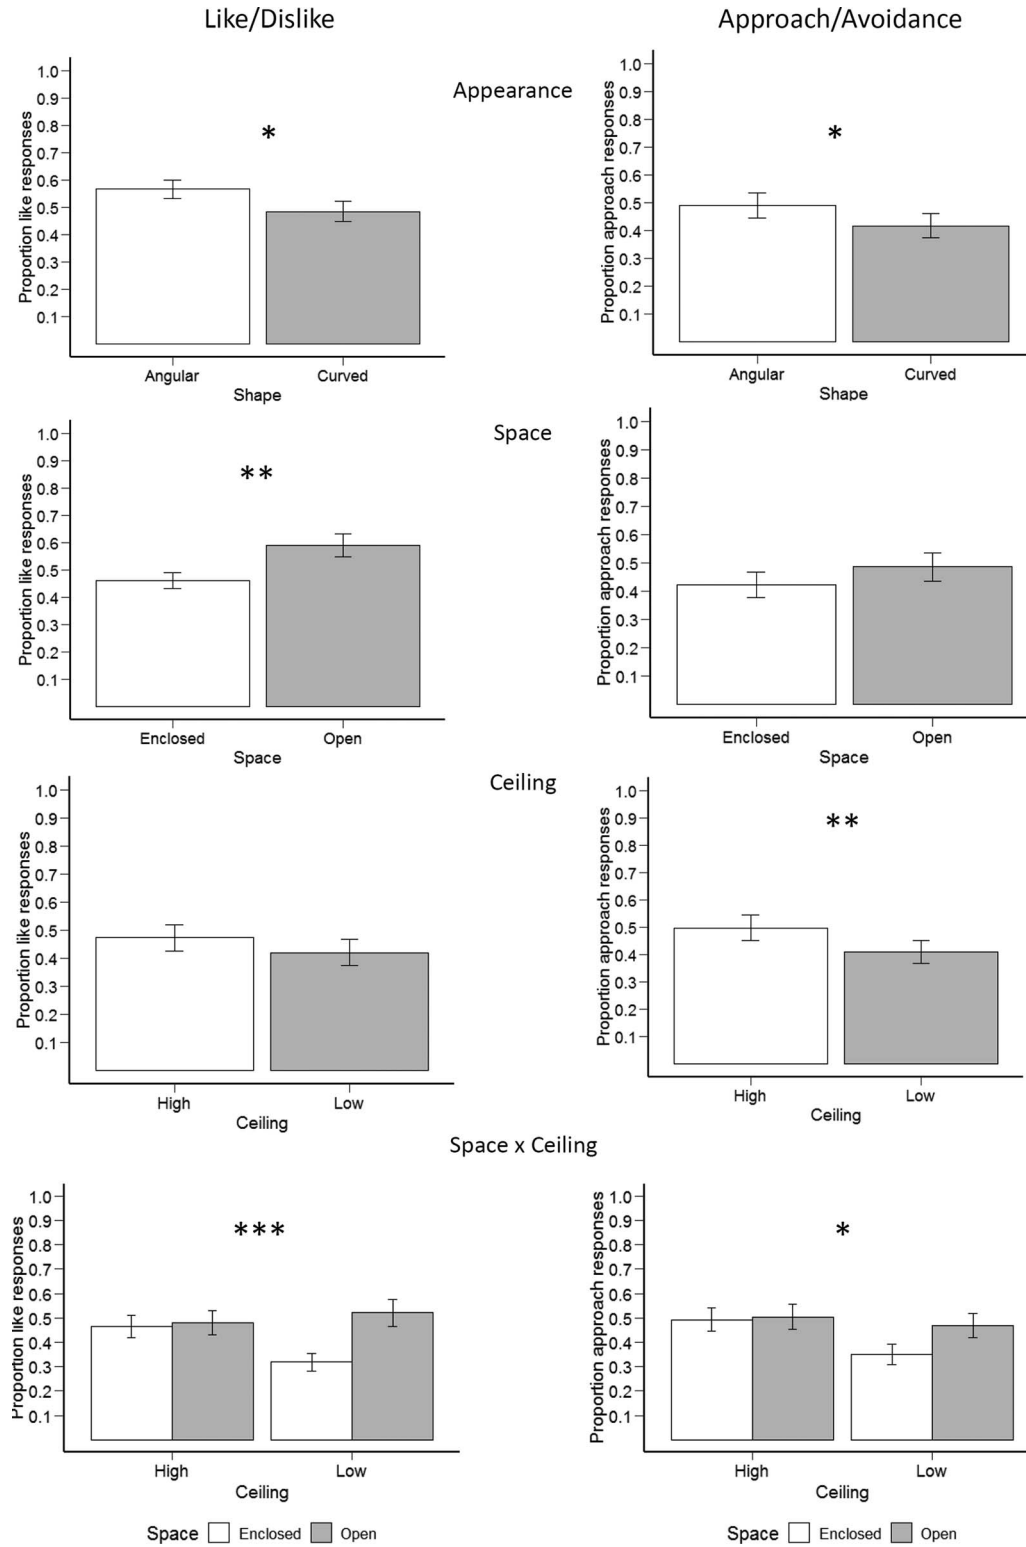 Like/Dislike
Approach/Avoidance
Appearance
Proportion like responses
1.0
0.9
0.8
0.7
0.6
0.5
0.4
0.3
0.2
0.1
*
Angular
Curved
Shape
Proportion approach responses
1.0
0.9
0.8
0.7
0.6
0.5
0.4
0.3
0.2
0.1
*
Angular
Curved
Shape
Space
Proportion like responses
1.0
0.9
0.8
0.7
0.6
0.5
0.4
0.3
0.2
0.1
**
Enclosed
Open
Space
Proportion approach responses
1.0
0.9
0.8
0.7
0.6
0.5
0.4
0.3
0.2
0.1
Enclosed
Open
Space
Ceiling
Proportion like responses
1.0
0.9
0.8
0.7
0.6
0.5
0.4
0.3
0.2
0.1
High
Low
Ceiling
Proportion approach responses
1.0
0.9
0.8
0.7
0.6
0.5
0.4
0.3
0.2
0.1
**
High
Low
Ceiling
Space x Ceiling
Proportion like responses
1.0
0.9
0.8
0.7
0.6
0.5
0.4
0.3
0.2
0.1
***
High
Low
Ceiling
Space Enclosed Open
Proportion approach responses
1.0
0.9
0.8
0.7
0.6
0.5
0.4
0.3
0.2
0.1
*
High
Low
Ceiling
Space Enclosed Open